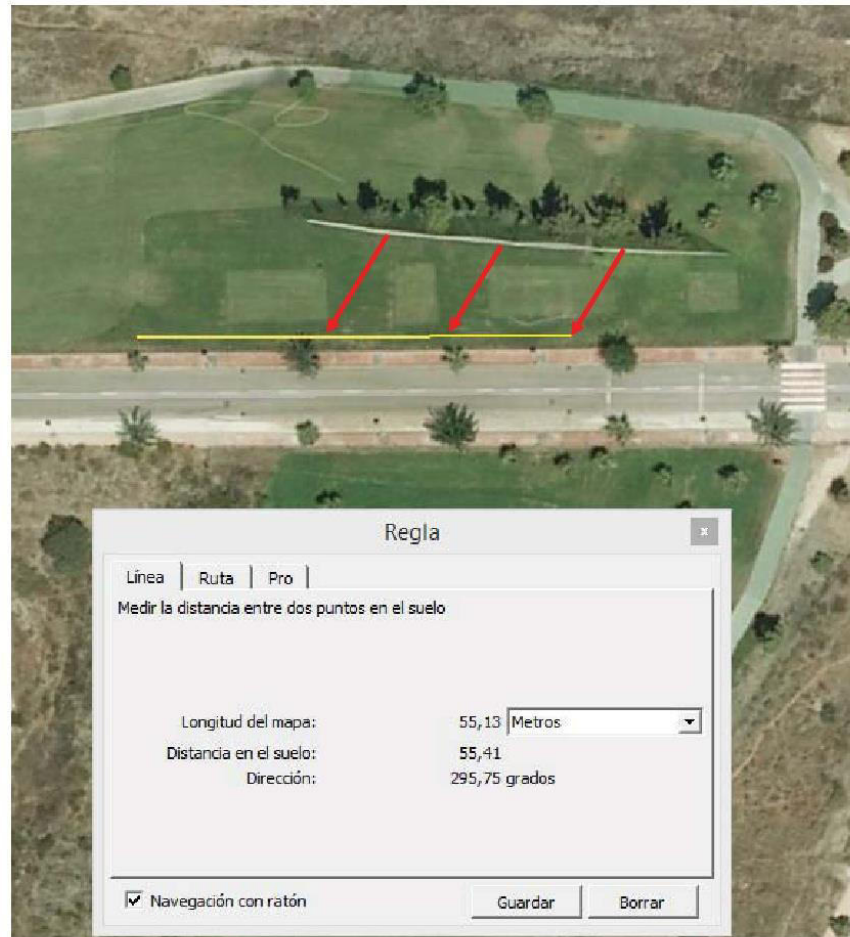 Regla
x
Línea Ruta Pro
Medir la distancia entre dos puntos en el suelo
Longitud del mapa: 55,13 Metros
Distancia en el suelo: 55,41
Dirección: 295,75 grados
Navegación con ratón Guardar Borrar